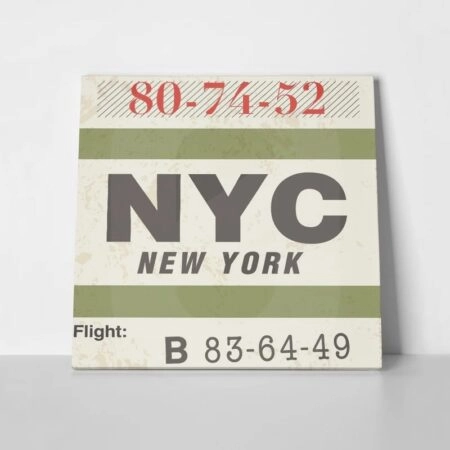 80-74-52
NYC
NEW YORK
Flight:
B 83-64-49